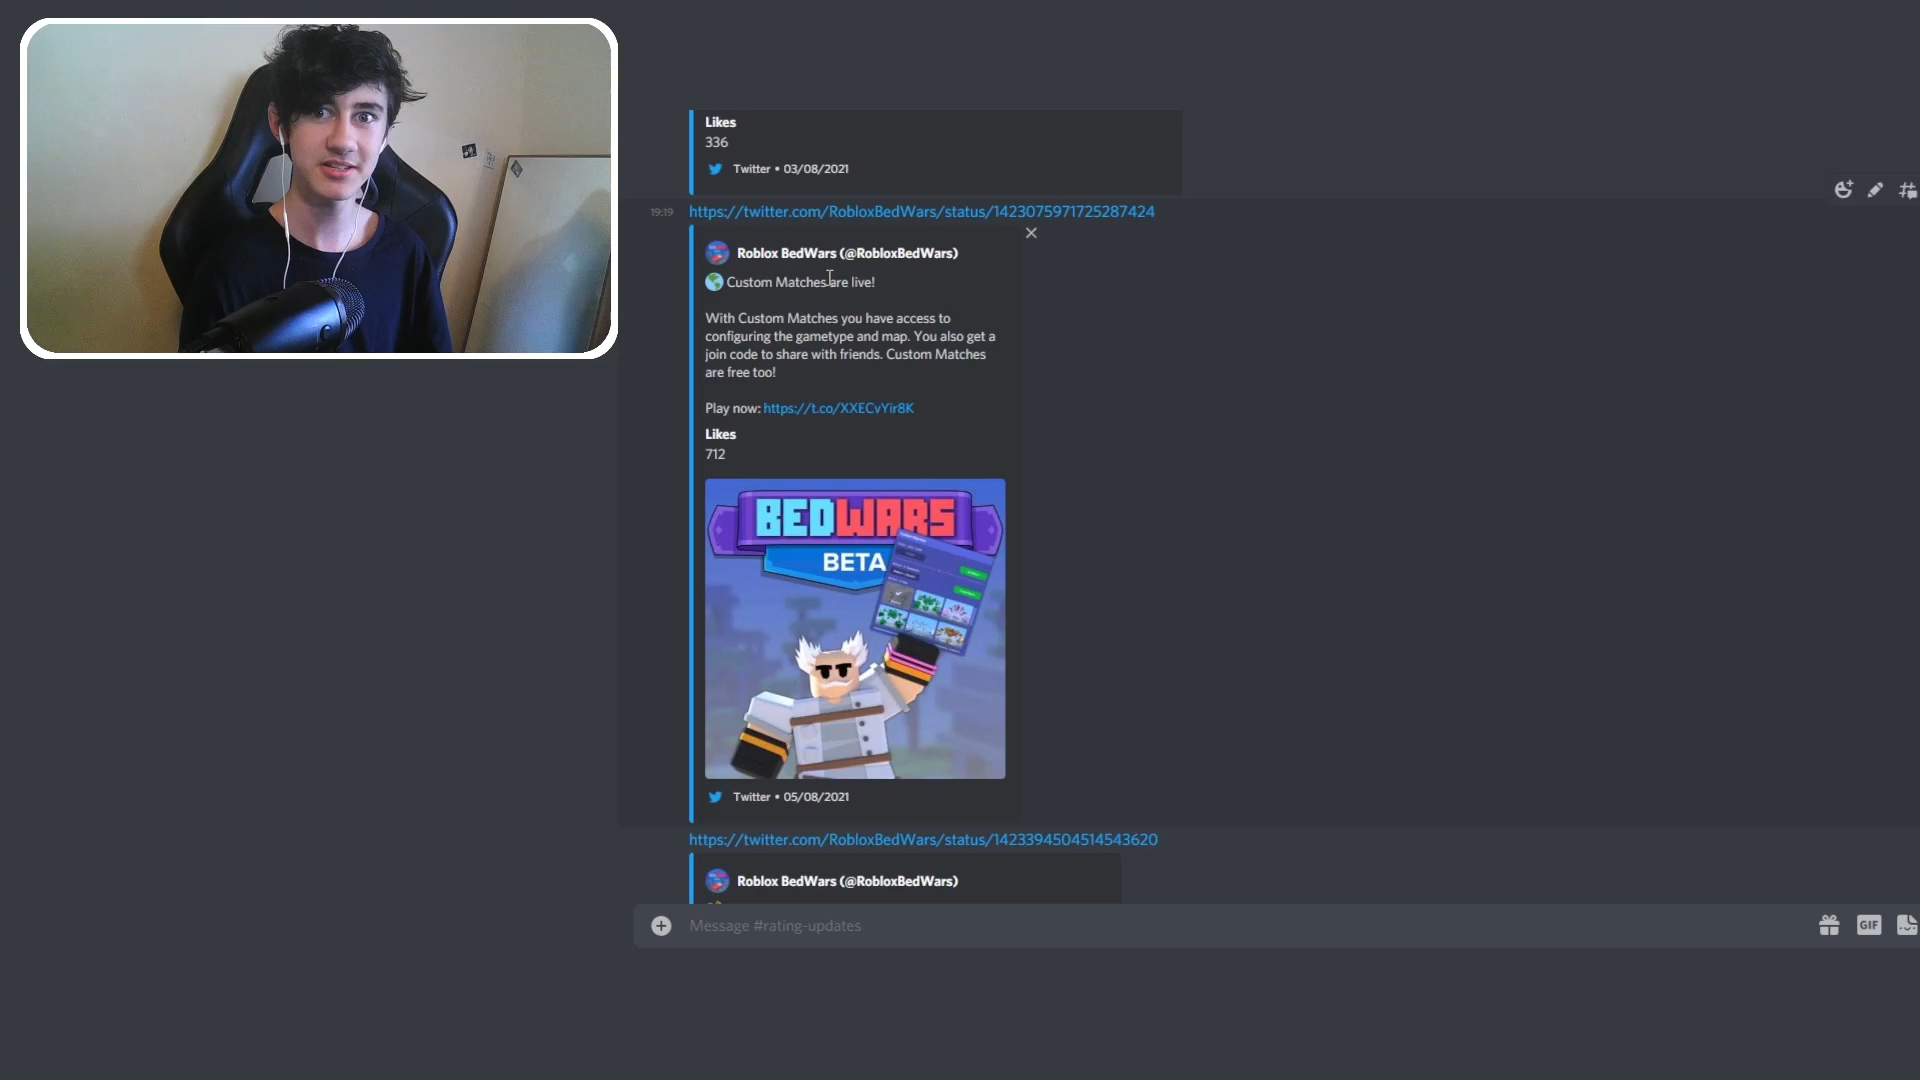 Likes
336
Twitter • 03/08/2021
19:19
https://twitter.com/RobloxBedWars/status/1423075971725287424
Roblox BedWars (@RobloxBedWars)
Custom Matches are live!
With Custom Matches you have access to
configuring the gametype and map. You also get a
join code to share with friends. Custom Matches
are free too!
Play now: https://t.co/XXECvYir8K
Likes
712
BEDWARS
BETA
Twitter • 05/08/2021
https://twitter.com/RobloxBedWars/status/1423394504514543620
Roblox BedWars (@RobloxBedWars)
Message #rating-updates
GIF